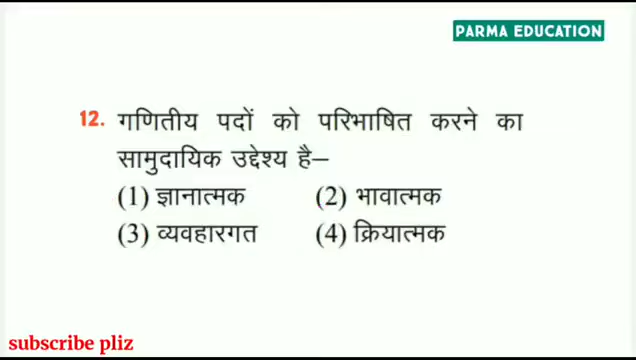 PARMA EDUCATION
12. गणितीय पदों को परिभाषित करने का
सामुदायिक उद्देश्य है–
(1) ज्ञानात्मक (2) भावात्मक
(3) व्यवहारगत (4) क्रियात्मक
subscribe pliz